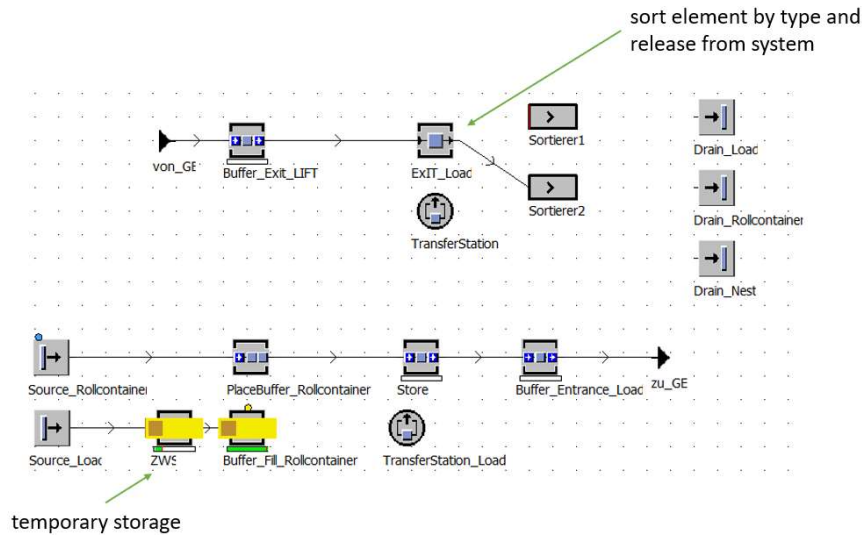 sort element by type and
release from system
von_GE
Buffer_Exit_LIFT
ExIT_Load
Sortierer1
Drain_Load
TransferStation
Sortierer2
Drain_Rollcontainer
Drain_Nest
Source_Rollcontainer
PlaceBuffer_Rollcontainer
Store
Buffer_Entrance_Load
zu_GE
Source_Load
ZWS
Buffer_Fill_Rollcontainer
TransferStation_Load
temporary storage